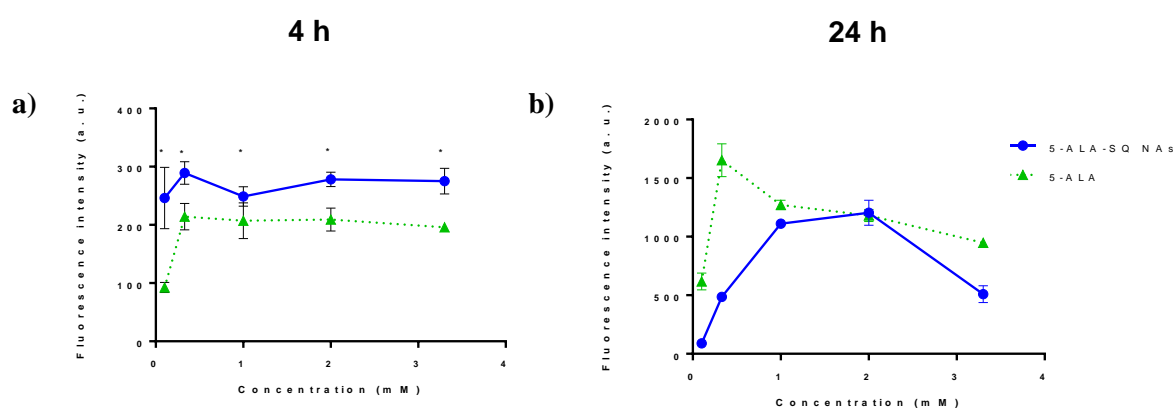 4 h
24 h
a)
Fluorescence intensity (a.u.)
400
300
200
100
0
* * * * *
0 1 2 3 4
Concentration (mM)
b)
Fluorescence intensity (a.u.)
2000
1500
1000
500
0
0 1 2 3 4
Concentration (mM)
5-ALA-SQ NAs
5-ALA